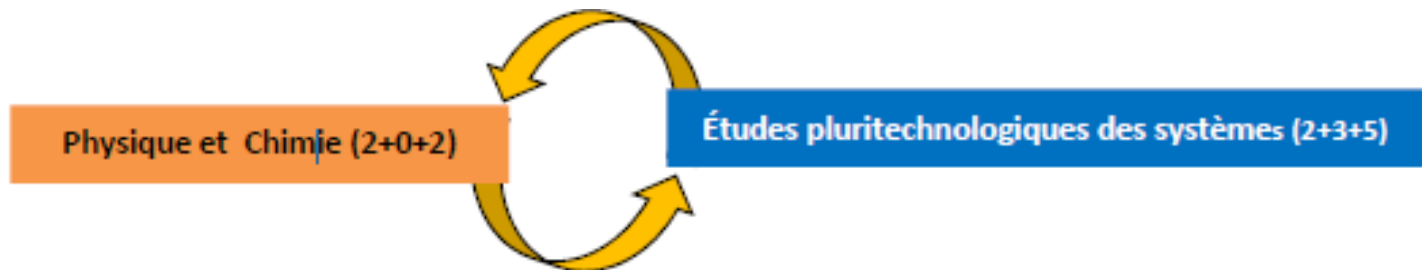 Physique et Chimie (2+0+2)
Études pluritechnologiques des systèmes (2+3+5)